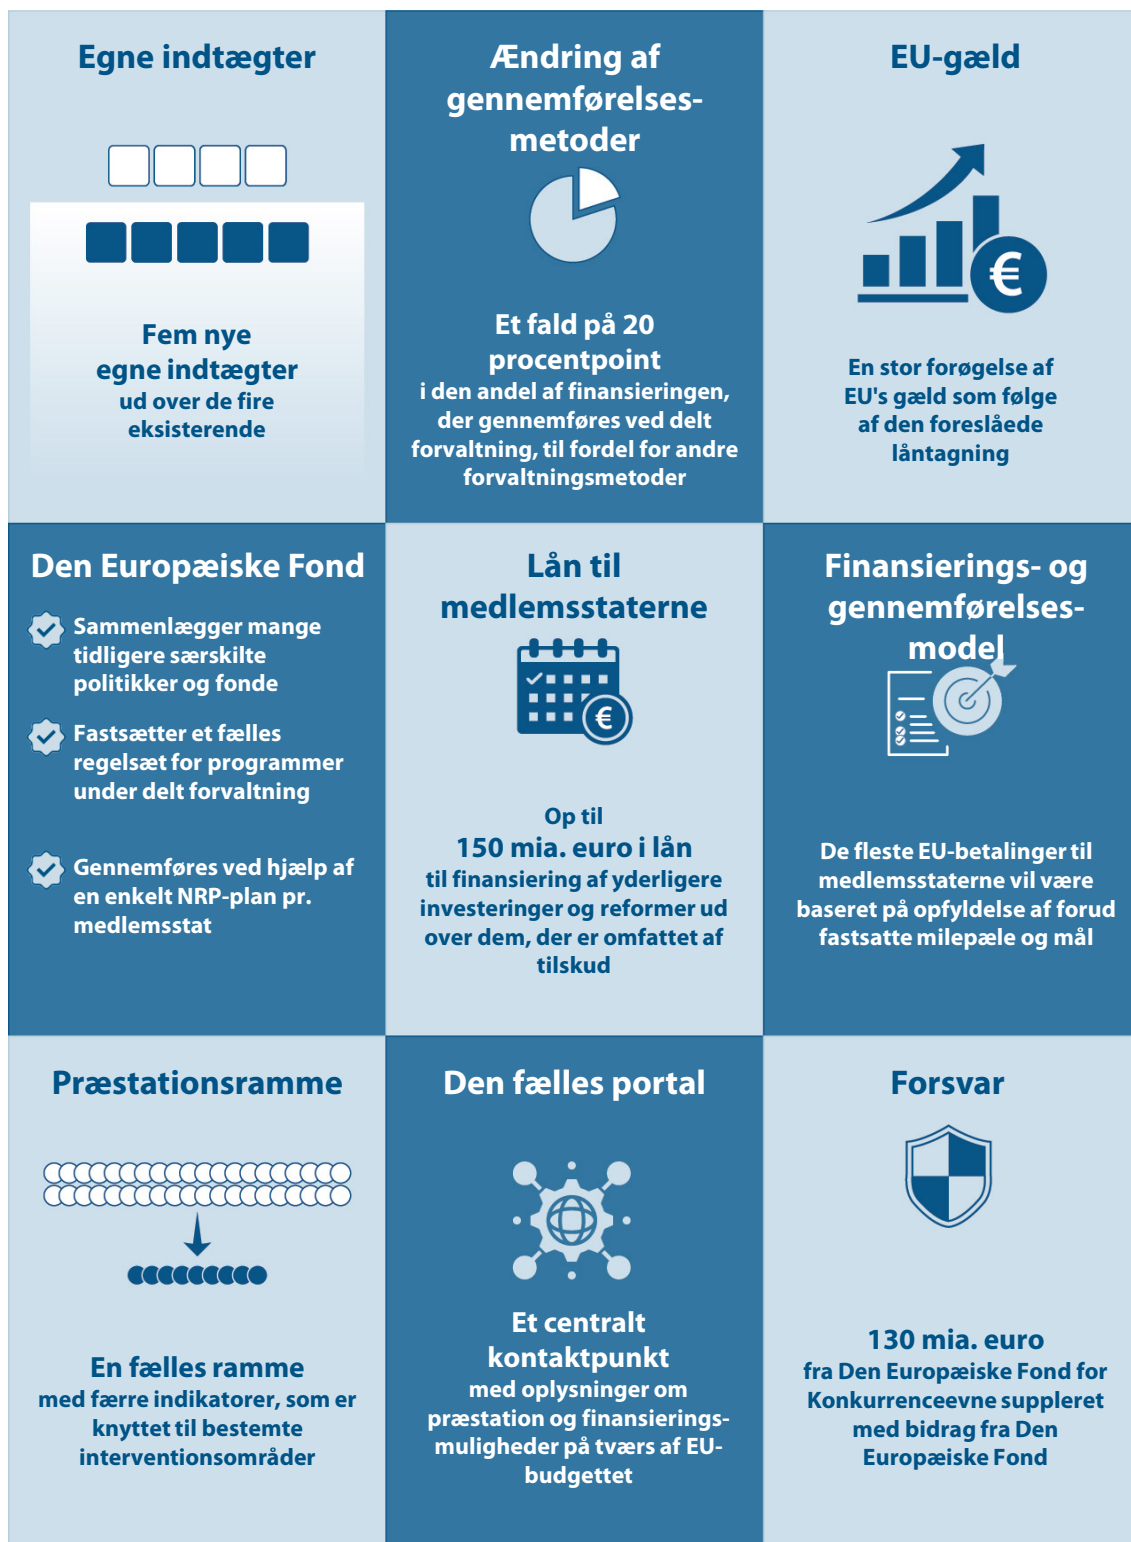 Egne indtægter
Fem nye
egne indtægter
ud over de fire
eksisterende
Ændring af
gennemførelses-
metoder
Et fald på 20
procentpoint
i den andel af finansieringen,
der gennemføres ved delt
forvaltning, til fordel for andre
forvaltningsmetoder
EU-gæld
€
En stor forøgelse af
EU's gæld som følge
af den foreslåede
låntagning
Den Europæiske Fond
Sammenlægger mange
tidligere særskilte
politikker og fonde
Fastsætter et fælles
regelsæt for programmer
under delt forvaltning
Gennemføres ved hjælp af
en enkelt NRP-plan pr.
medlemsstat
Lån til
medlemsstaterne
€
Op til
150 mia. euro i lån
til finansiering af yderligere
investeringer og reformer ud
over dem, der er omfattet af
tilskud
Finansierings- og
gennemførelses-
model
De fleste EU-betalinger til
medlemsstaterne vil være
baseret på opfyldelse af forud
fastsatte milepæle og mål
Præstationsramme
En fælles ramme
med færre indikatorer, som er
knyttet til bestemte
interventionsområder
Den fælles portal
Et centralt
kontaktpunkt
med oplysninger om
præstation og finansierings-
muligheder på tværs af EU-
budgettet
Forsvar
130 mia. euro
fra Den Europæiske Fond for
Konkurrenceevne suppleret
med bidrag fra Den
Europæiske Fond